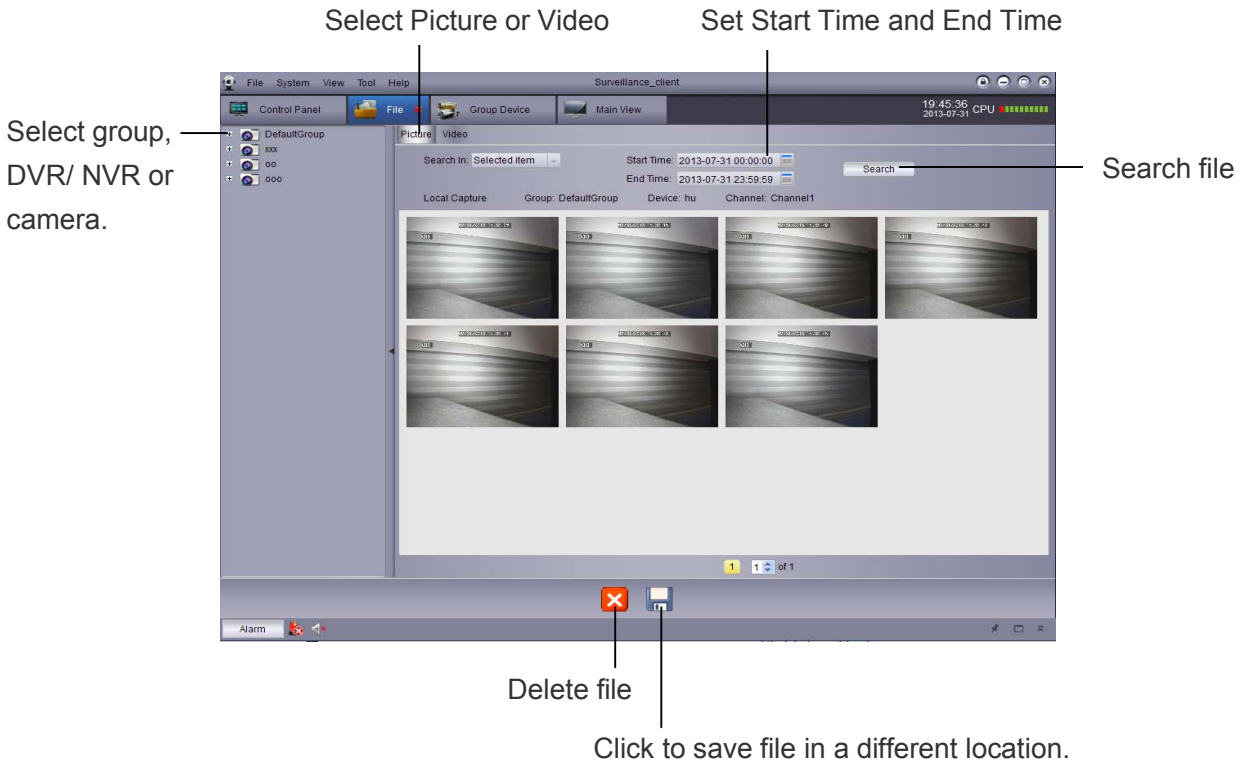 Select Picture or Video
Set Start Time and End Time
File System View Tool Help
Surveillance_client
Control Panel
File
Group Device
Main View
19:45:36
2013-07-31
CPU
Select group,
DVR/ NVR or
camera.
DefaultGroup
xxx
oo
ooo
Picture Video
Search In: Selected item
Start Time: 2013-07-31 00:00:00
End Time: 2013-07-31 23:59:59
Search
Search file
Local Capture Group: DefaultGroup Device: hu Channel: Channel1
1 1 of 1
Alarm
Delete file
Click to save file in a different location.